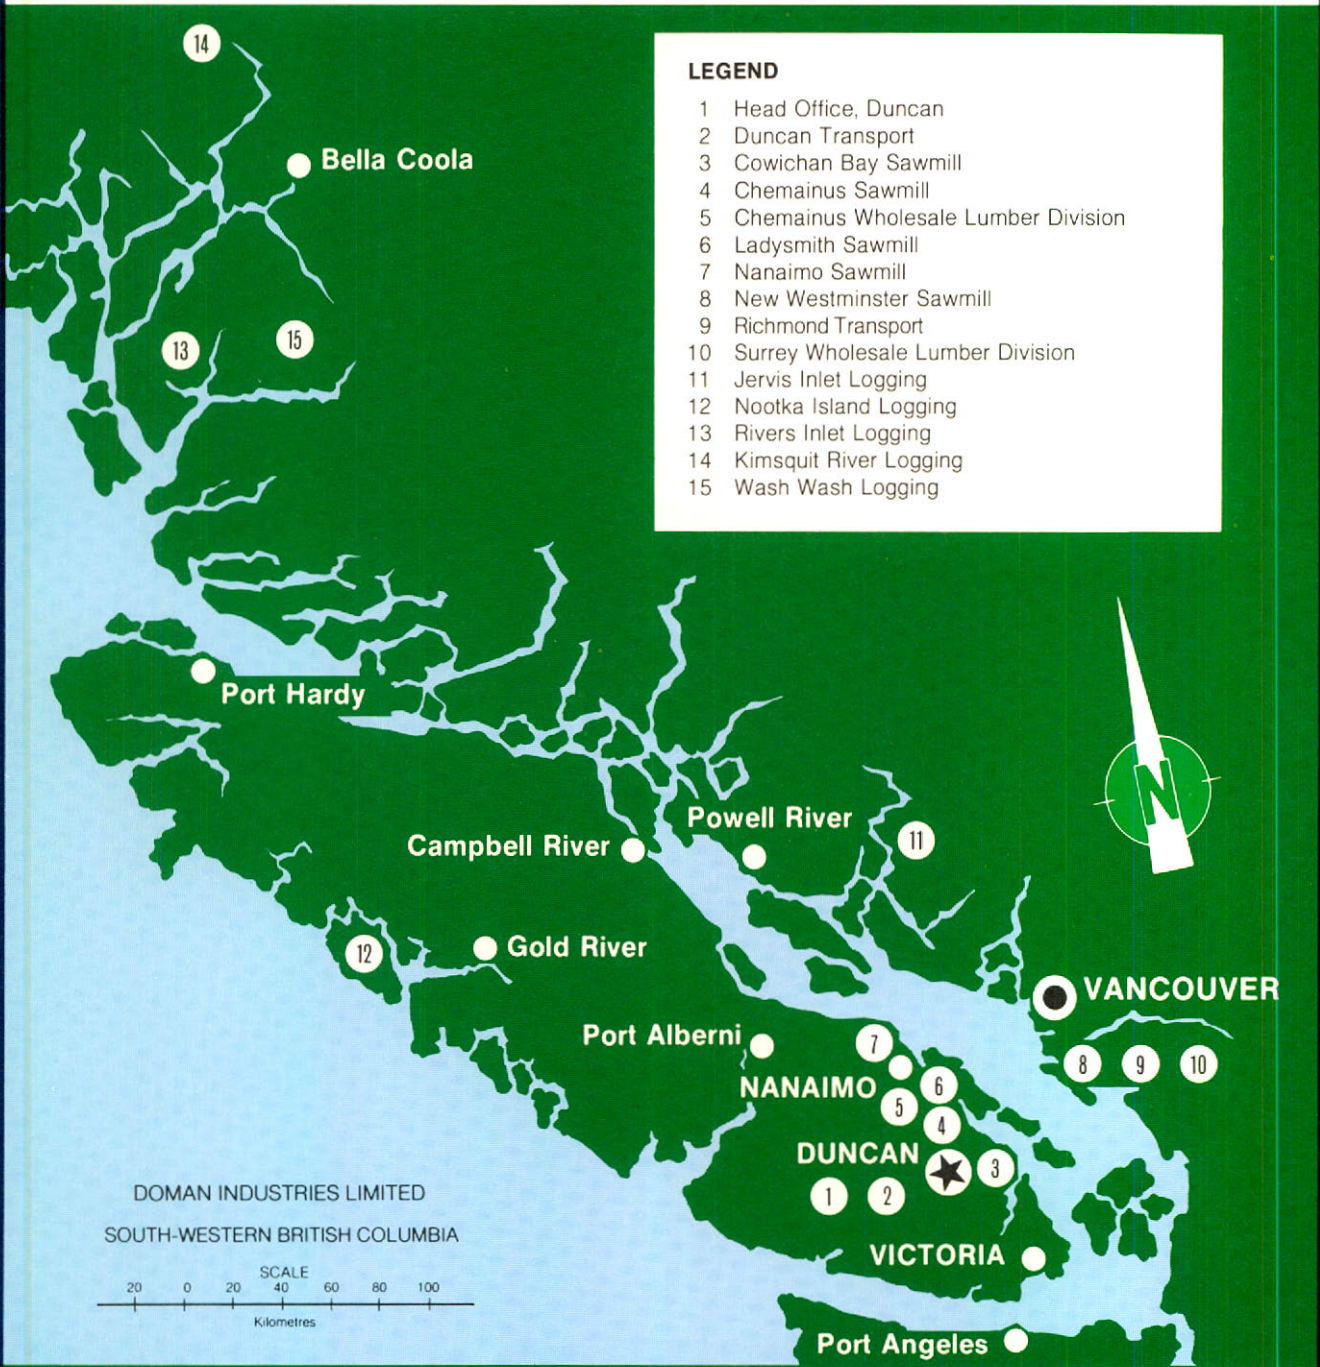 LEGEND
1 Head Office, Duncan
2 Duncan Transport
3 Cowichan Bay Sawmill
4 Chemainus Sawmill
5 Chemainus Wholesale Lumber Division
6 Ladysmith Sawmill
7 Nanaimo Sawmill
8 New Westminster Sawmill
9 Richmond Transport
10 Surrey Wholesale Lumber Division
11 Jervis Inlet Logging
12 Nootka Island Logging
13 Rivers Inlet Logging
14 Kimsquit River Logging
15 Wash Wash Logging
14
Bella Coola
13
15
Port Hardy
N
Powell River
Campbell River
11
12
Gold River
VANCOUVER
Port Alberni
7
8 9 10
NANAIMO
6
5
4
DUNCAN
3
1 2
VICTORIA
Port Angeles
DOMAN INDUSTRIES LIMITED
SOUTH-WESTERN BRITISH COLUMBIA
SCALE
20 0 20 40 60 80 100
Kilometres